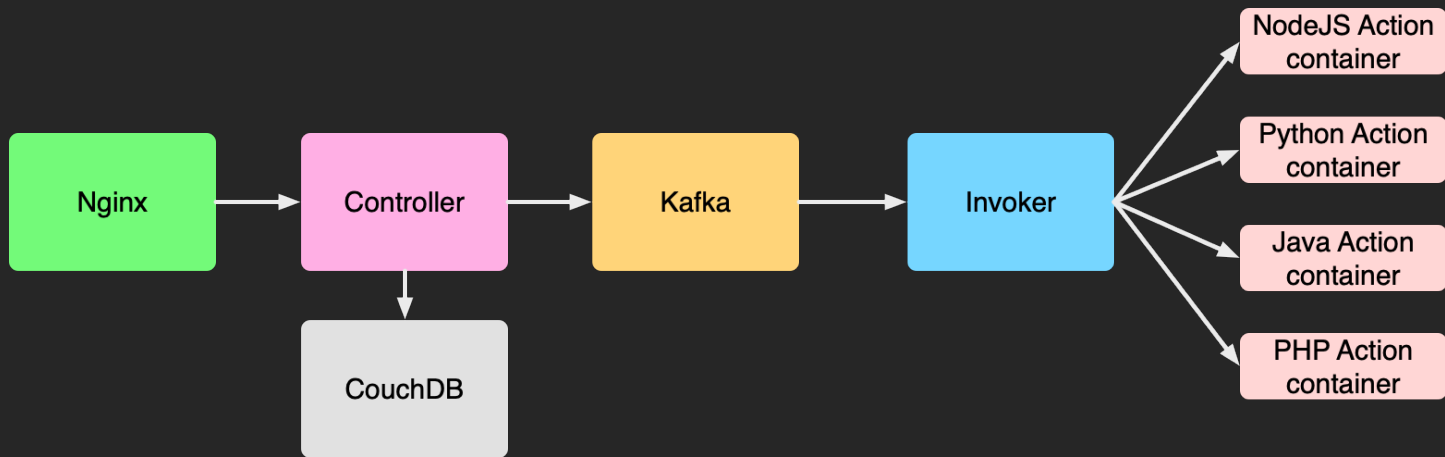 Nginx
Controller
Kafka
Invoker
CouchDB
NodeJS Action
container
Python Action
container
Java Action
container
PHP Action
container